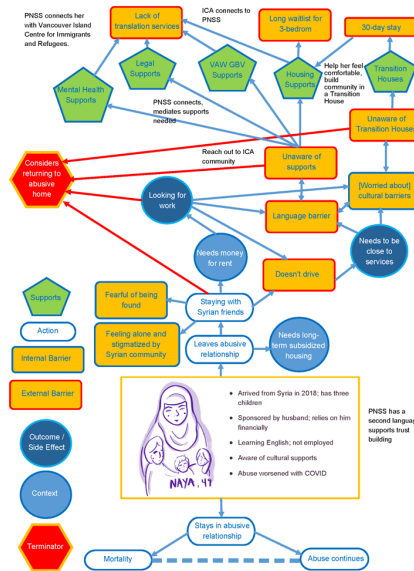 PNSS connects her
with Vancouver Island
Centre for Immigrants
and Refugees.
Lack of
translation services
ICA connects to
PNSS
Long waitlist for
3-bedroom
30-day stay
Mental Health
Supports
Legal
Supports
VAW GBV
Supports
Housing
Supports
Help her feel
comfortable,
build
community in
a Transition
House
Transition
Houses
PNSS connects,
mediates supports
needed
Unaware of
Transition Houses
Reach out to ICA
community
Unaware of
supports
Considers
returning to
abusive
home
Looking for
work
[Worried about]
cultural barriers
Language barrier
Needs to be
close to
services
Needs money
for rent
Doesn't drive
Supports
Fearful of being
found
Staying with
Syrian friends
Action
Feeling alone and
stigmatized by
Syrian community
Leaves abusive
relationship
Needs long-
term subsidized
housing
Internal Barrier
External Barrier
Outcome /
Side Effect
Context
Terminator
NAYA, 47
• Arrived from Syria in 2018; has three
children
• Sponsored by husband; relies on him
financially
• Learning English; not employed
• Aware of cultural supports
• Abuse worsened with COVID
PNSS has a
second langua
supports trust
building
Stays in abusive
relationship
Mortality
Abuse continues